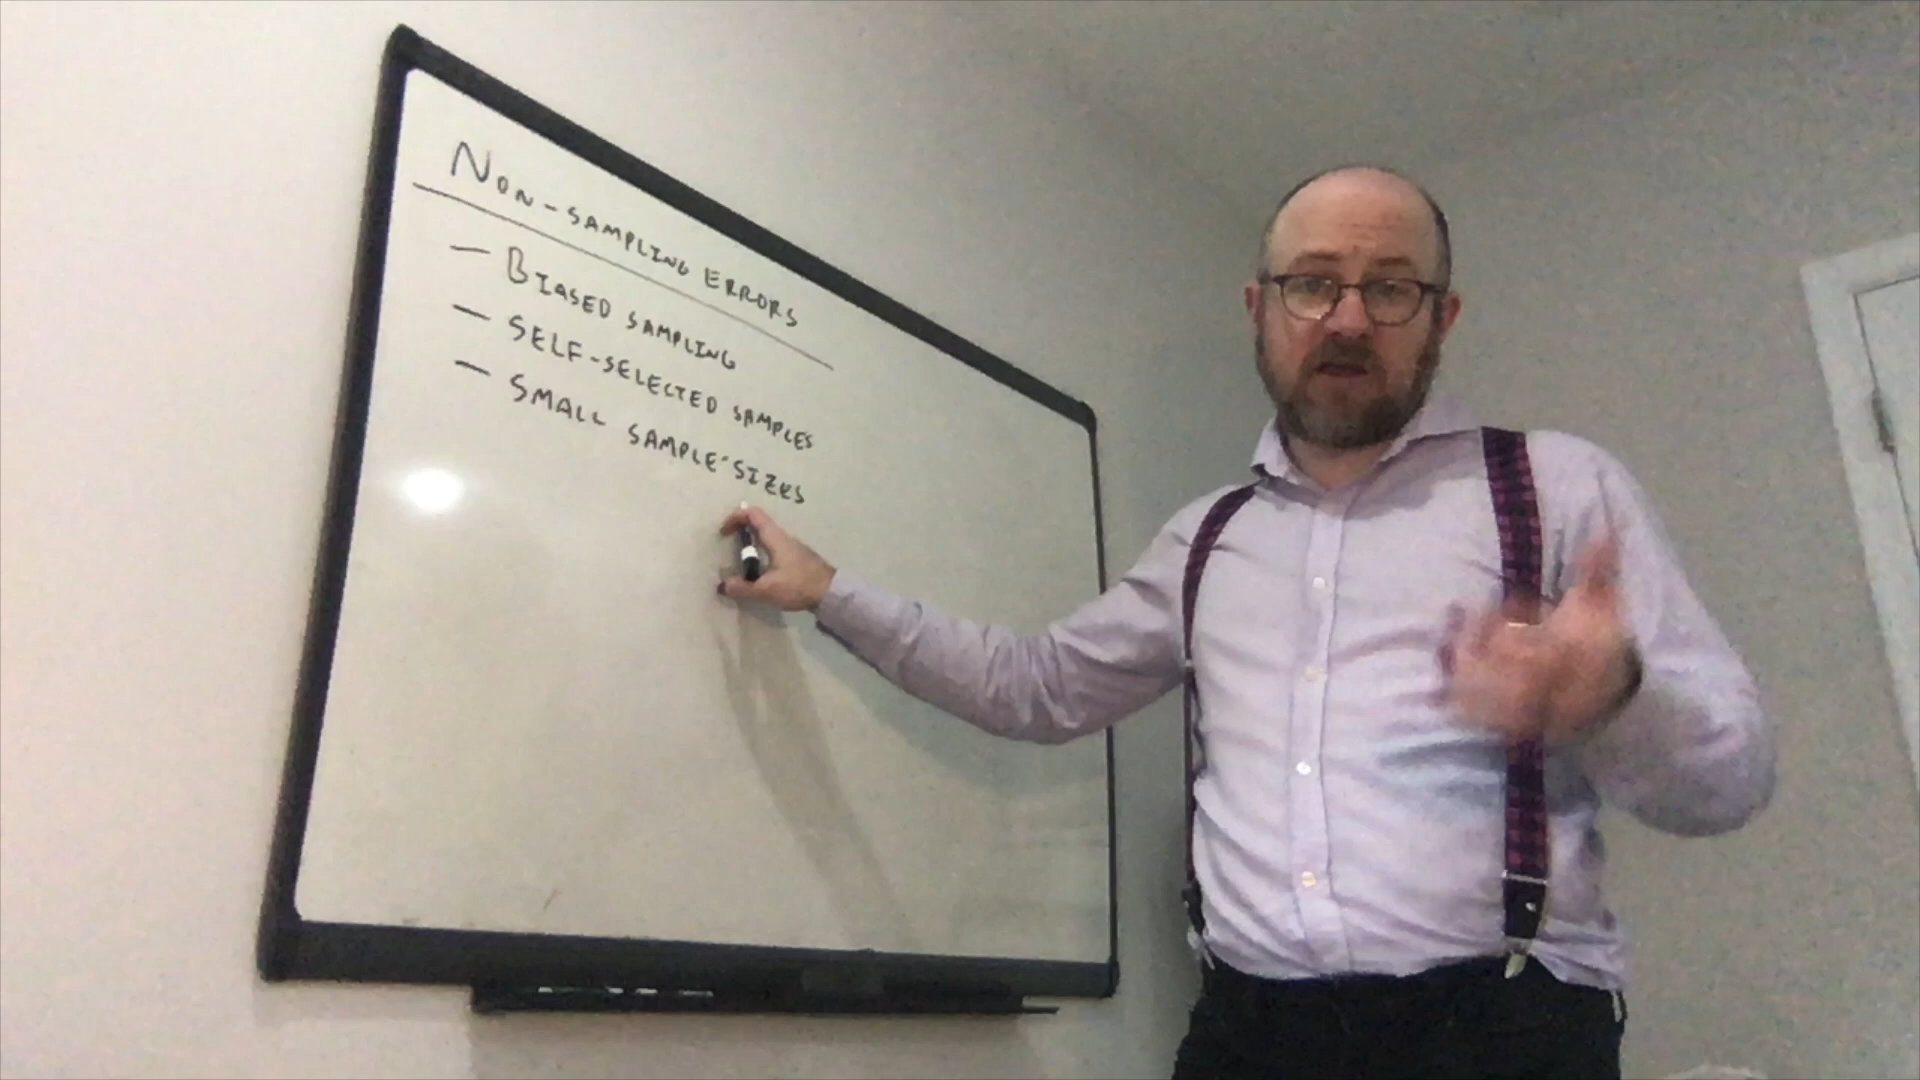 NON-SAMPLING ERRORS
- BIASED SAMPLING
- SELF-SELECTED SAMPLES
- SMALL SAMPLE SIZES